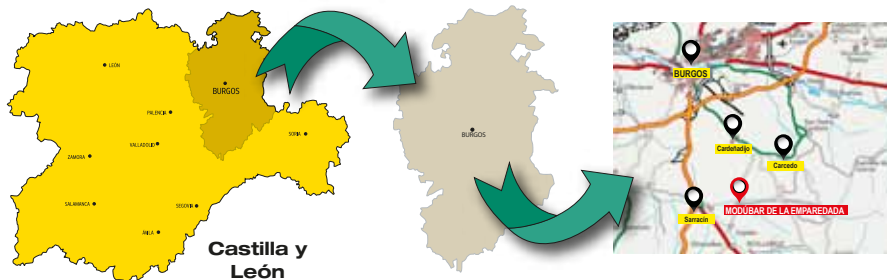 LEÓN
BURGOS
PALENCIA
VALLADOLID
SORIA
ZAMORA
SALAMANCA
SEGOVIA
ÁVILA
Castilla y
León
BURGOS
BURGOS
Cardeñadijo
Carcedo
MODÚBAR DE LA EMPAREDADA
Sarracín